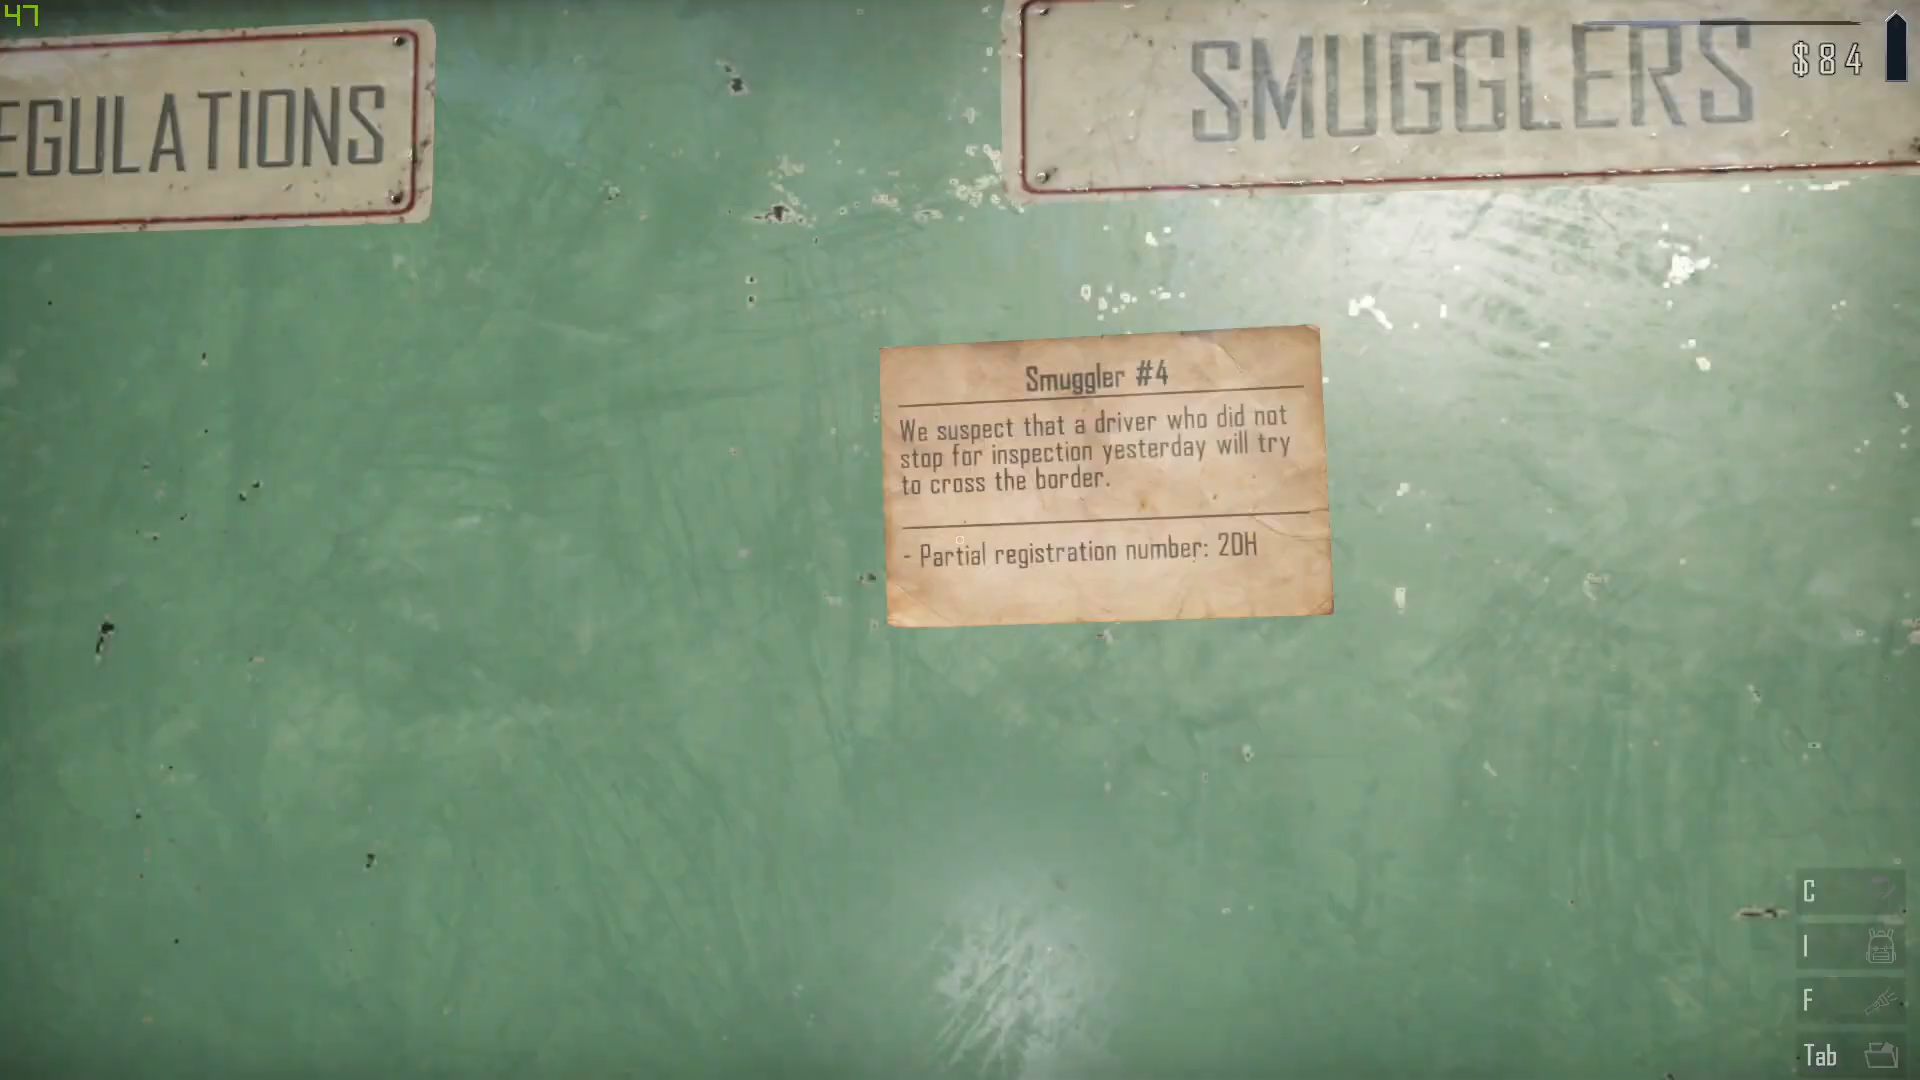 47
EGULATIONS
SMUGGLERS
$84
Smuggler #4
We suspect that a driver who did not
stop for inspection yesterday will try
to cross the border.
- Partial registration number: 2DH
C
I
F
Tab